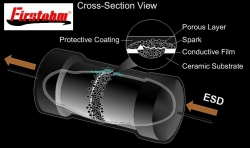 Firstohm
Cross-Section View
Porous Layer
Protective Coating
Spark
Conductive Film
Ceramic Substrate
ESD